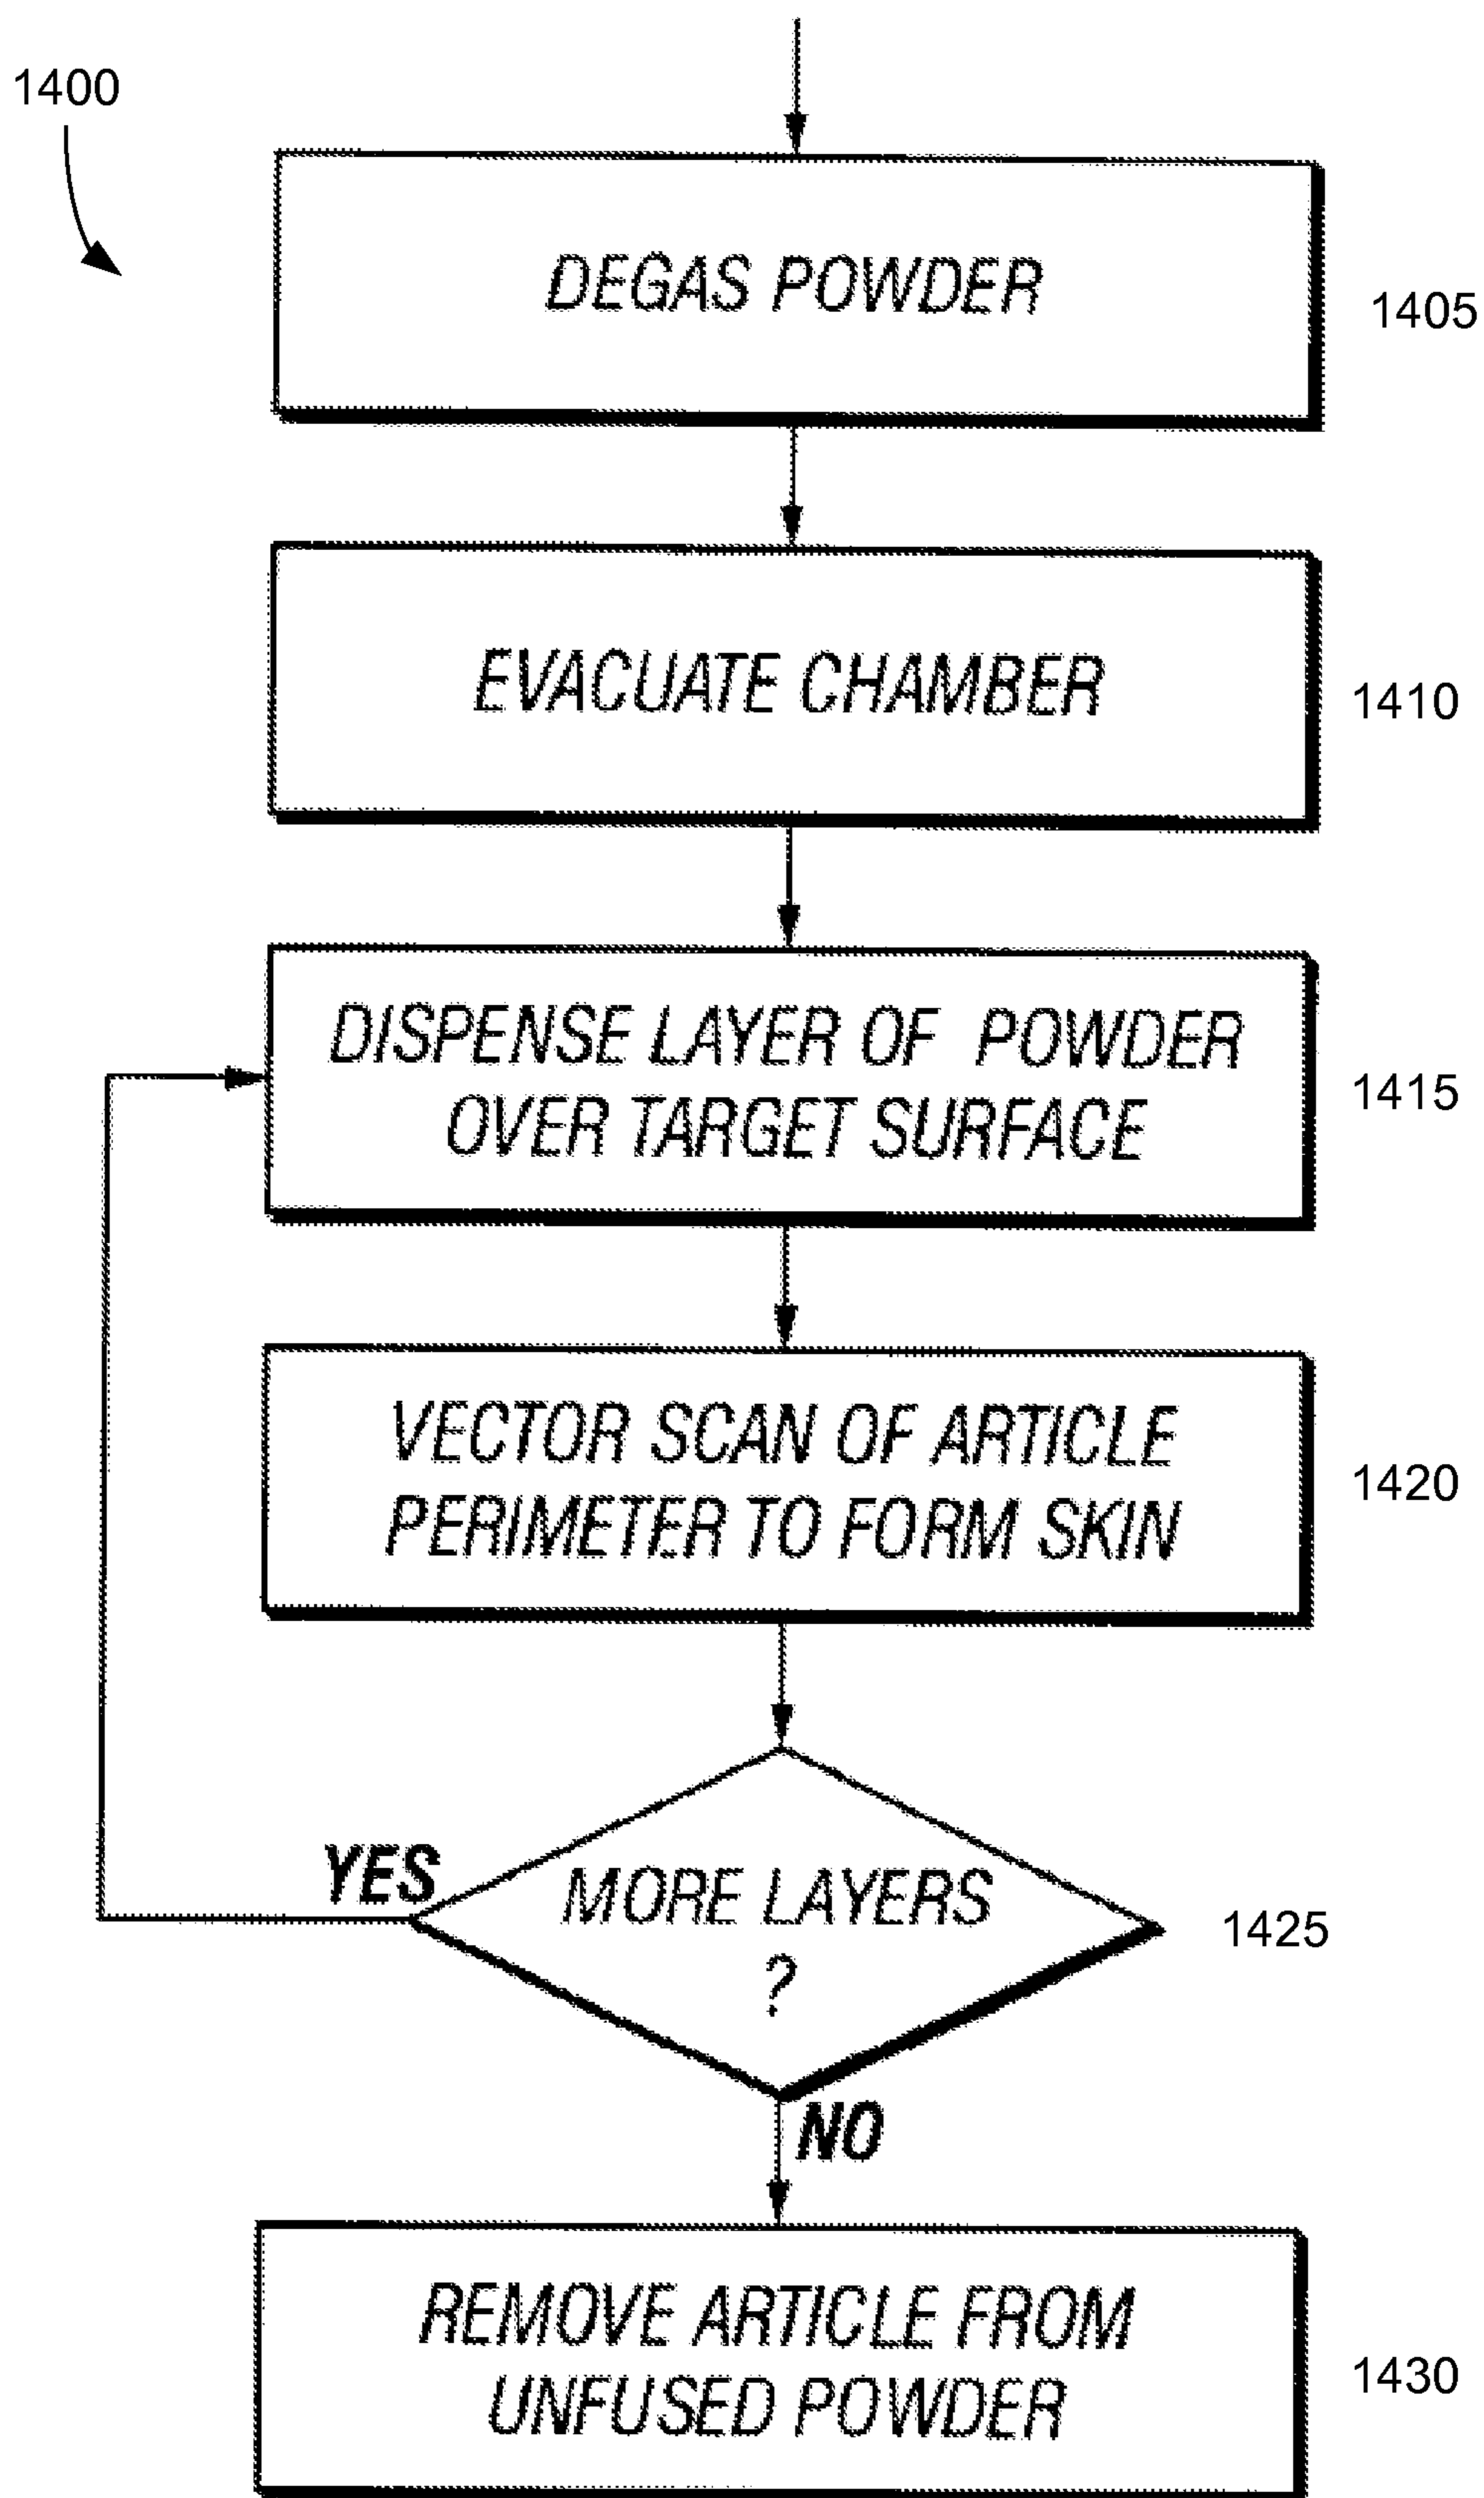 1400
DEGAS POWDER
1405
EVACUATE CHAMBER
1410
DISPENSE LAYER OF POWDER
OVER TARGET SURFACE
1415
VECTOR SCAN OF ARTICLE
PERIMETER TO FORM SKIN
1420
YES
MORE LAYERS
?
1425
NO
REMOVE ARTICLE FROM
UNFUSED POWDER
1430